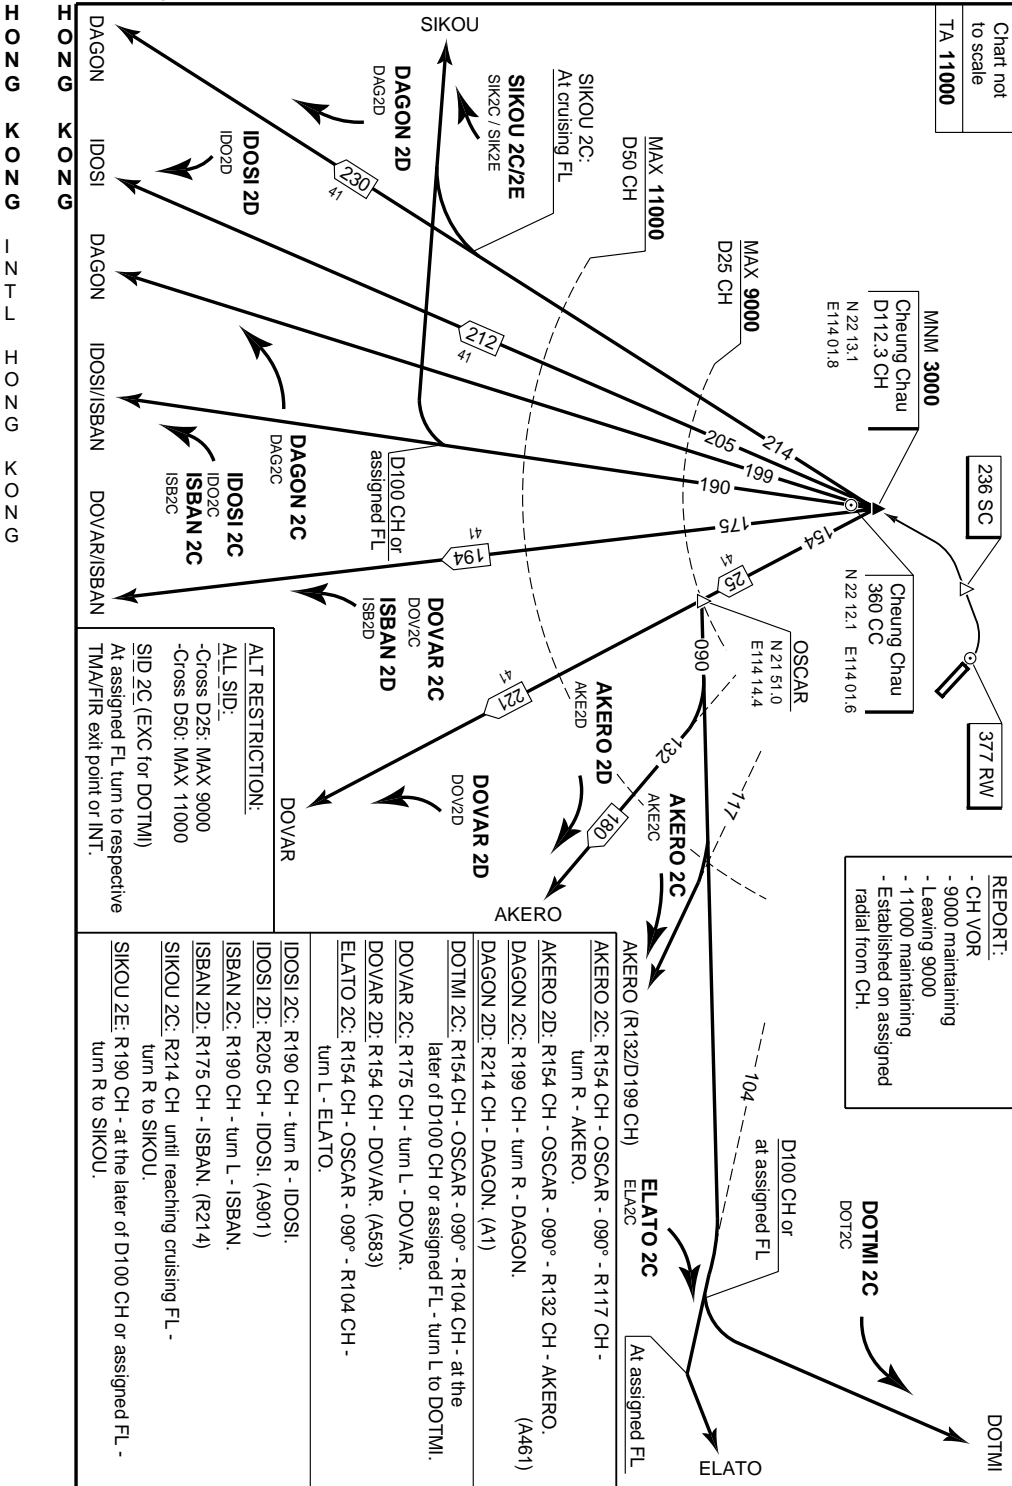 HONG KONG
HONG KONG INTL HONG KONG
Chart not
to scale
TA 11000
MNM 3000
Cheung Chau
D112.3 CH
N 22 13.1
E114 01.8
236 SC
377 RW
Cheung Chau
360 CC
N 22 12.1 E114 01.6
REPORT:
- CH VOR
- 9000 maintaining
- Leaving 9000
- 11000 maintaining
- Established on assigned
radial from CH.
MAX 9000
D25 CH
MAX 11000
D50 CH
SIKOU 2C:
At cruising FL
SIKOU 2C/2E
SIK2C / SIK2E
SIKOU
DAGON 2D
DAG2D
IDOSI 2D
IDO2D
DAGON 2C
DAG2C
IDOSI 2C
IDO2C
ISBAN 2C
ISB2C
D100 CH or
assigned FL
DOVAR 2C
DOV2C
ISBAN 2D
ISB2D
OSCAR
N 21 51.0
E114 14.4
AKERO 2D
AKE2D
AKERO 2C
AKE2C
DOVAR 2D
DOV2D
DOTMI 2C
DOT2C
ELATO 2C
ELA2C
D100 CH or
at assigned FL
At assigned FL
214
205
199
190
175
154
090
132
117
104
230
41
212
41
194
41
25
41
221
41
180
DAGON
IDOSI
DAGON
IDOSI/ISBAN
DOVAR/ISBAN
DOVAR
AKERO
AKERO (R132/D199 CH)
DOTMI
ELATO
ALT RESTRICTION:
ALL SID:
-Cross D25: MAX 9000
-Cross D50: MAX 11000
SID 2C (EXC for DOTMI)
At assigned FL turn to respective
TMA/FIR exit point or INT.
AKERO 2C: R154 CH - OSCAR - 090° - R117 CH -
turn R - AKERO.
AKERO 2D: R154 CH - OSCAR - 090° - R132 CH - AKERO.
(A461)
DAGON 2C: R199 CH - turn R - DAGON.
DAGON 2D: R214 CH - DAGON. (A1)
DOTMI 2C: R154 CH - OSCAR - 090° - R104 CH - at the
later of D100 CH or assigned FL - turn L to DOTMI.
DOVAR 2C: R175 CH - turn L - DOVAR.
DOVAR 2D: R154 CH - DOVAR. (A583)
ELATO 2C: R154 CH - OSCAR - 090° - R104 CH -
turn L - ELATO.
IDOSI 2C: R190 CH - turn R - IDOSI.
IDOSI 2D: R205 CH - IDOSI. (A901)
ISBAN 2C: R190 CH - turn L - ISBAN.
ISBAN 2D: R175 CH - ISBAN. (R214)
SIKOU 2C: R214 CH until reaching cruising FL -
turn R to SIKOU.
SIKOU 2E: R190 CH - at the later of D100 CH or assigned FL -
turn R to SIKOU.